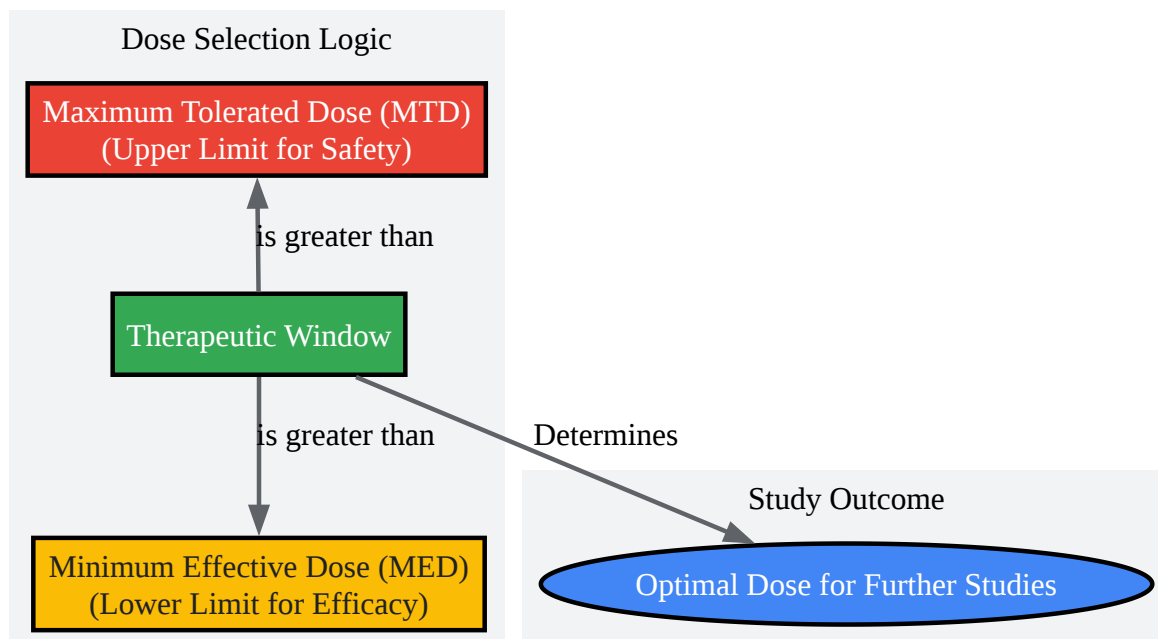 Dose Selection Logic
Maximum Tolerated Dose (MTD)
(Upper Limit for Safety)
is greater than
Therapeutic Window
is greater than
Determines
Study Outcome
Minimum Effective Dose (MED)
(Lower Limit for Efficacy)
Optimal Dose for Further Studies